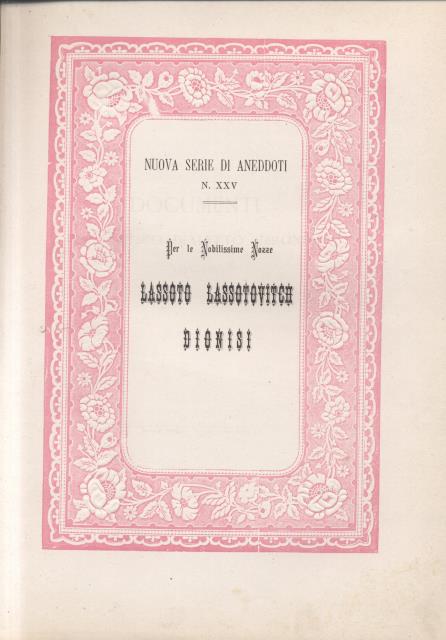 NUOVA SERIE DI ANEDDOTI
N. XXV
Per le Nobilissime Nozze
LASSOTO LASSOTOVITCH
DIONISI